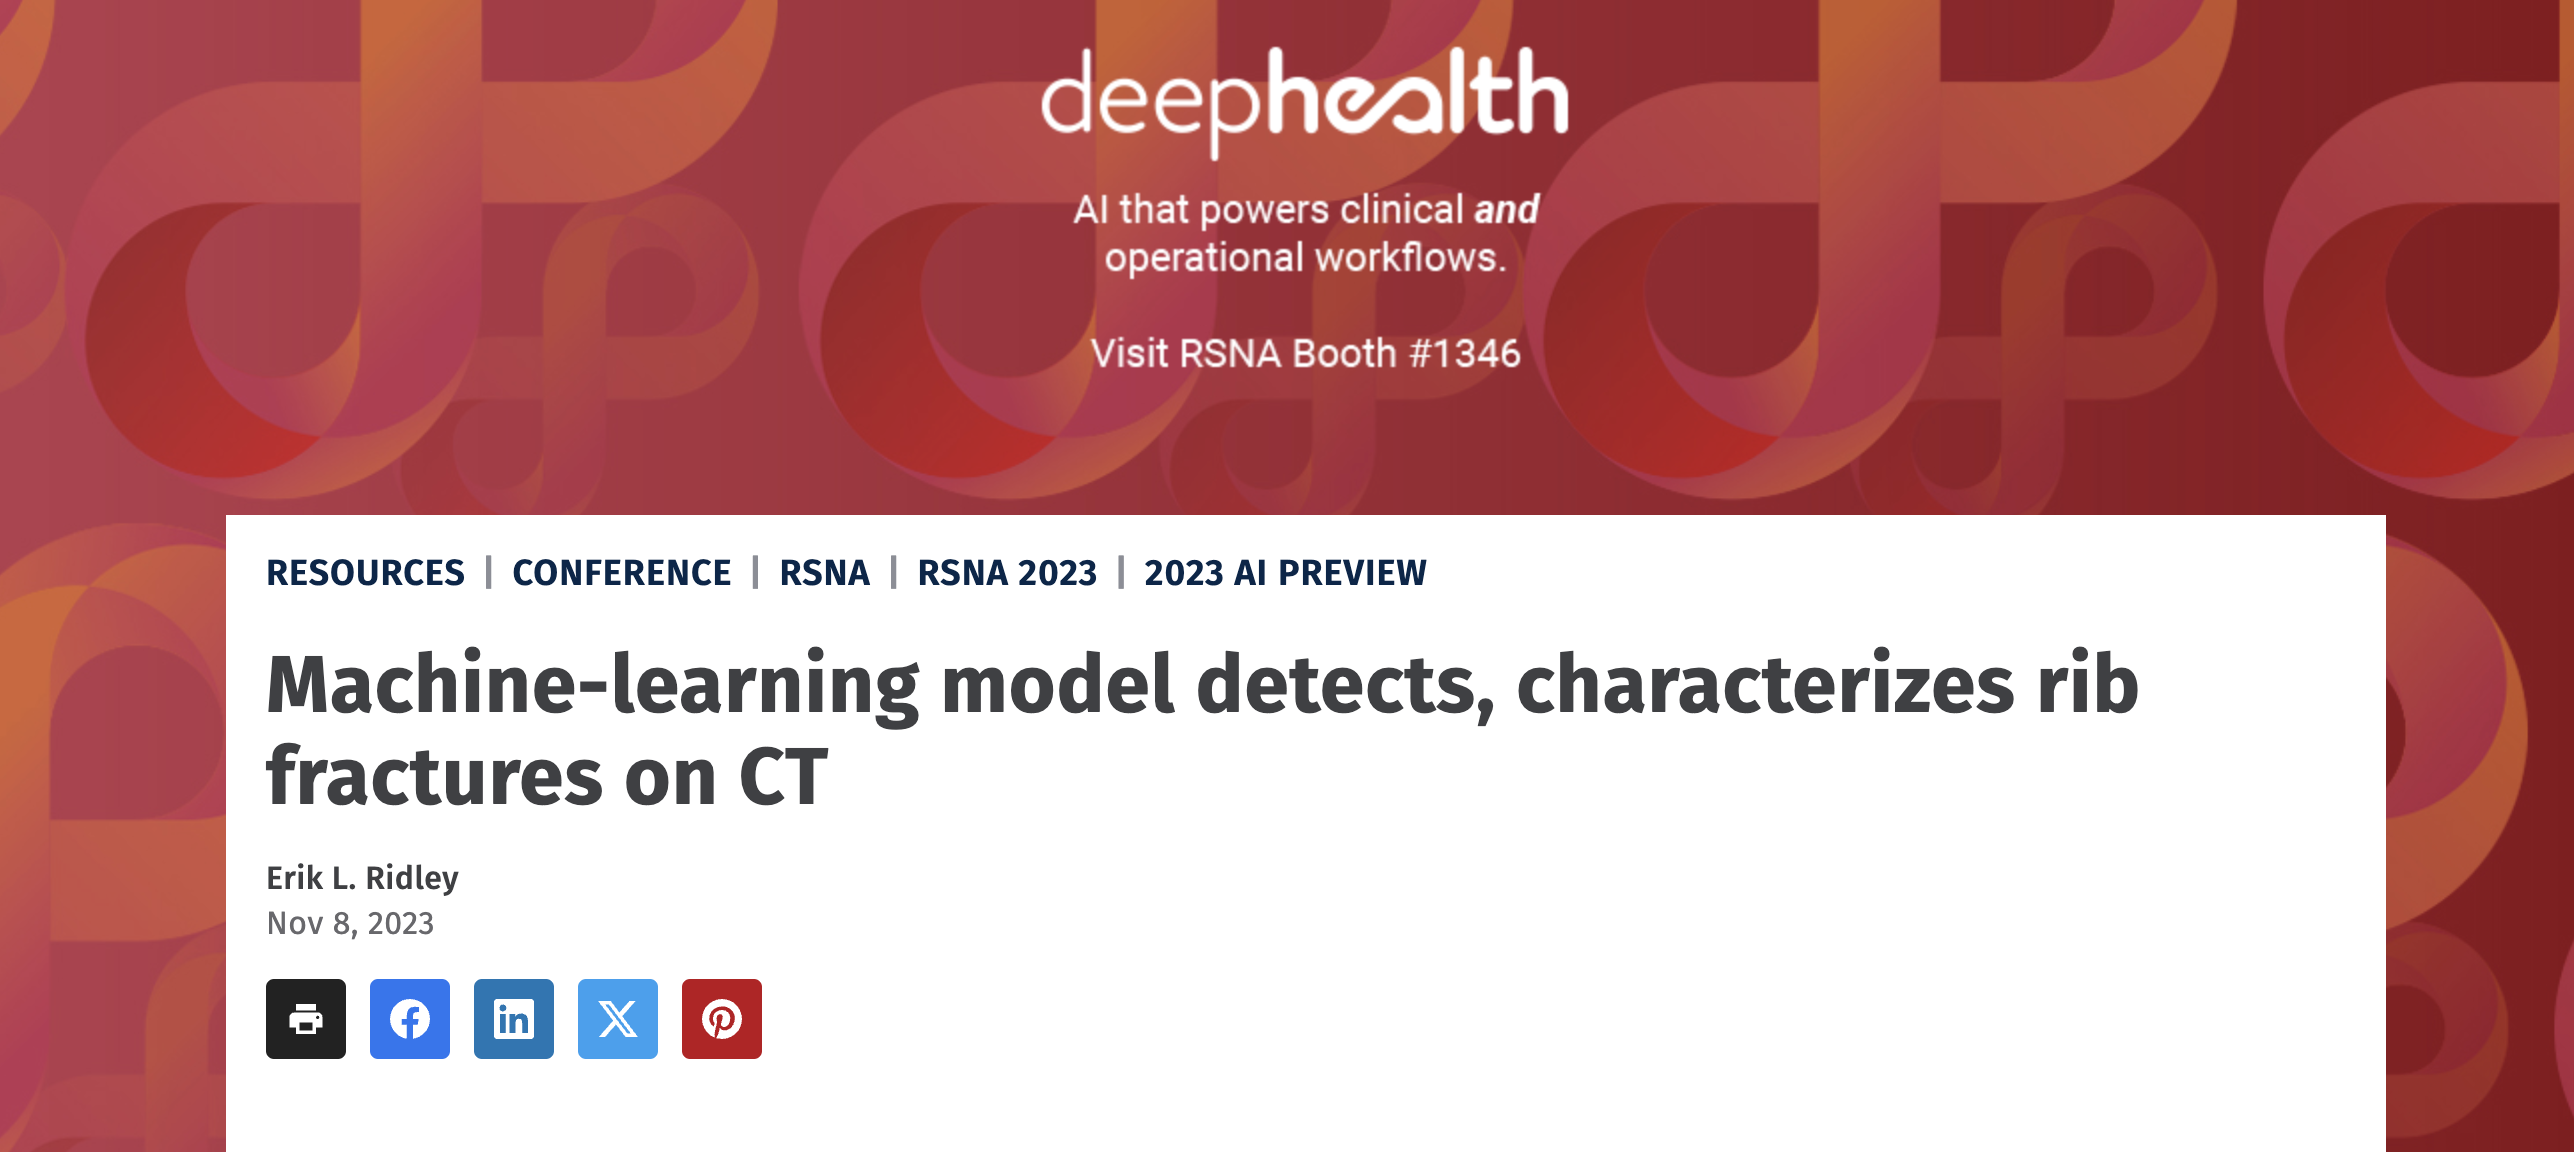 deephealth
AI that powers clinical and
operational workflows.
Visit RSNA Booth #1346
RESOURCES | CONFERENCE | RSNA | RSNA 2023 | 2023 AI PREVIEW
Machine-learning model detects, characterizes rib
fractures on CT
Erik L. Ridley
Nov 8, 2023